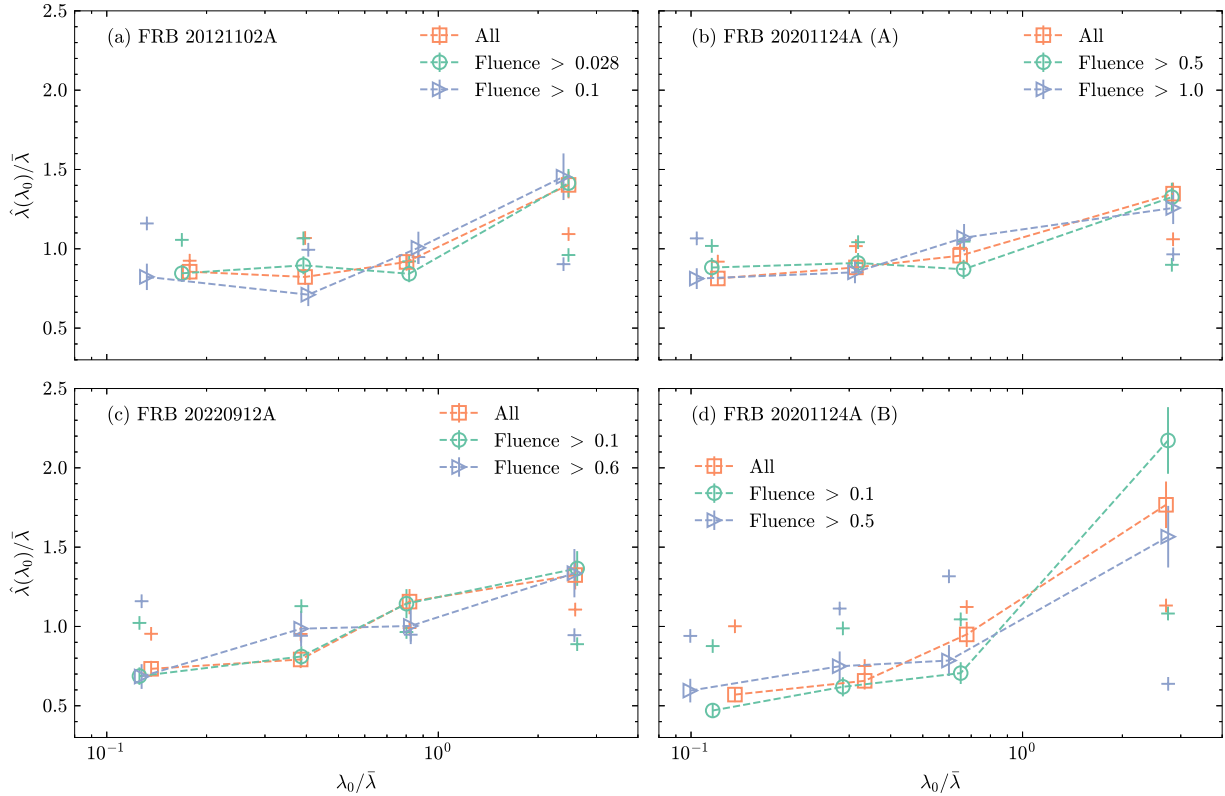 (a) FRB 20121102A
All
Fluence > 0.028
Fluence > 0.1
(b) FRB 20201124A (A)
All
Fluence > 0.5
Fluence > 1.0
2.5
2.0
1.5
1.0
0.5
λ̂(λ₀)/λ̄
(c) FRB 20220912A
All
Fluence > 0.1
Fluence > 0.6
(d) FRB 20201124A (B)
All
Fluence > 0.1
Fluence > 0.5
2.5
2.0
1.5
1.0
0.5
λ̂(λ₀)/λ̄
10⁻¹ 10⁰
10⁻¹ 10⁰
λ₀/λ̄
λ₀/λ̄